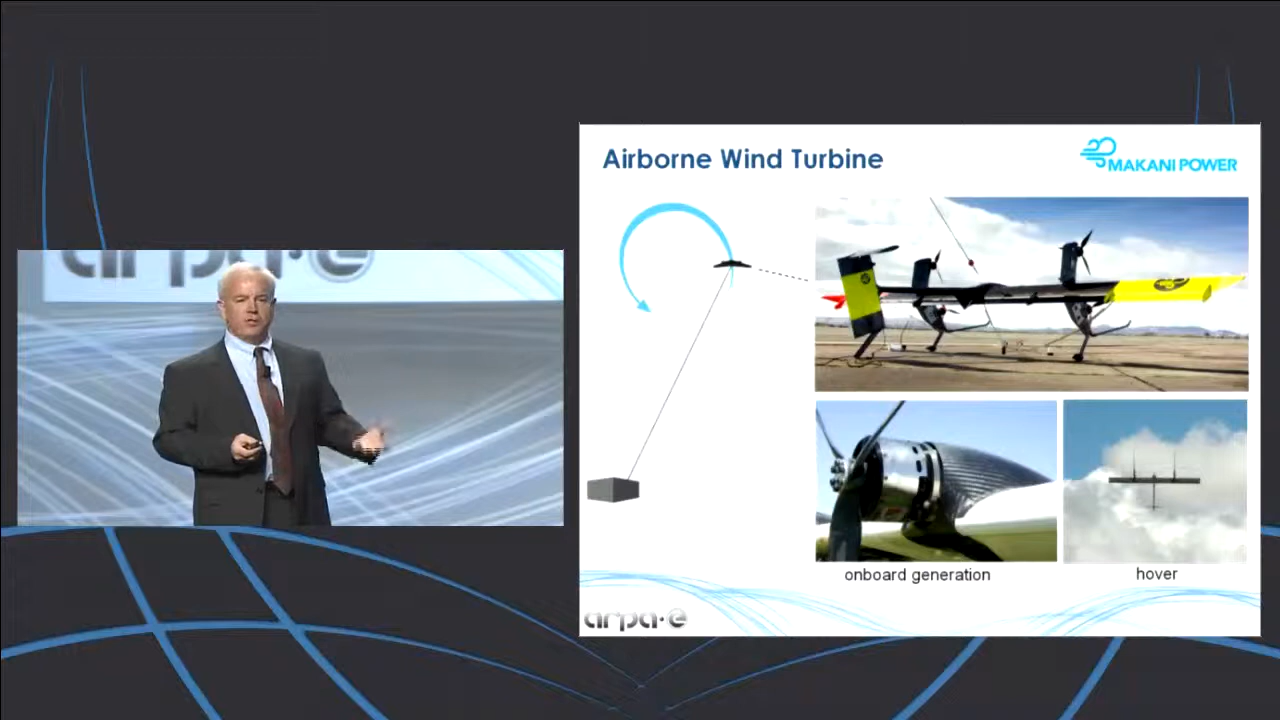 Airborne Wind Turbine
MAKANI POWER
arpa·e
onboard generation
hover
arpa·e